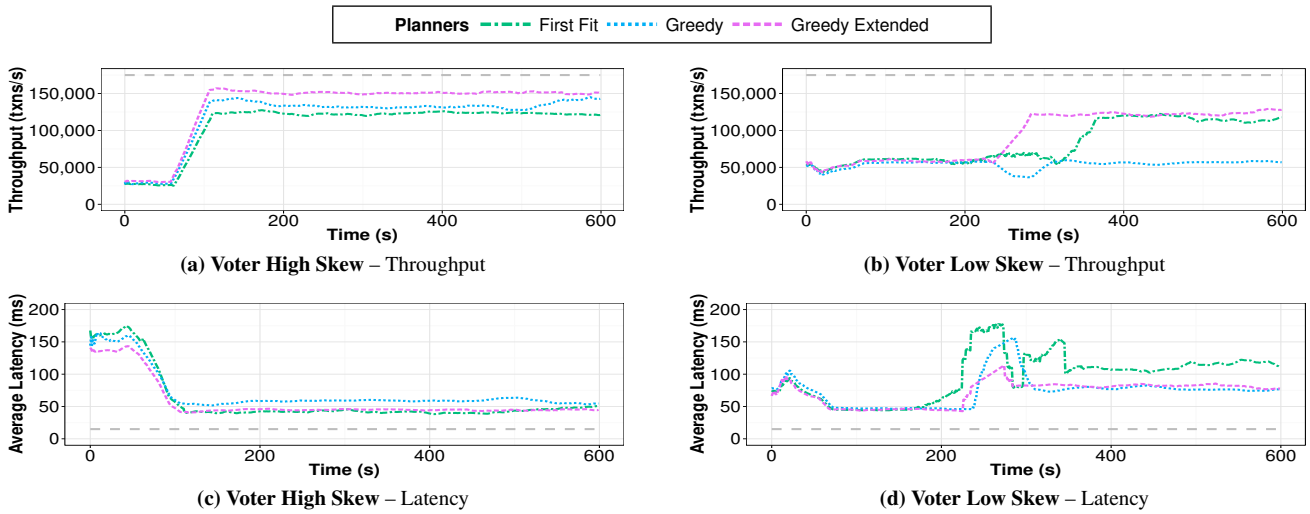 Planners First Fit Greedy Greedy Extended
Throughput (txns/s)
150,000
100,000
50,000
0
0 200 400 600
Time (s)
(a) Voter High Skew – Throughput
Throughput (txns/s)
150,000
100,000
50,000
0
0 200 400 600
Time (s)
(b) Voter Low Skew – Throughput
Average Latency (ms)
200
150
100
50
0
0 200 400 600
Time (s)
(c) Voter High Skew – Latency
Average Latency (ms)
200
150
100
50
0
0 200 400 600
Time (s)
(d) Voter Low Skew – Latency